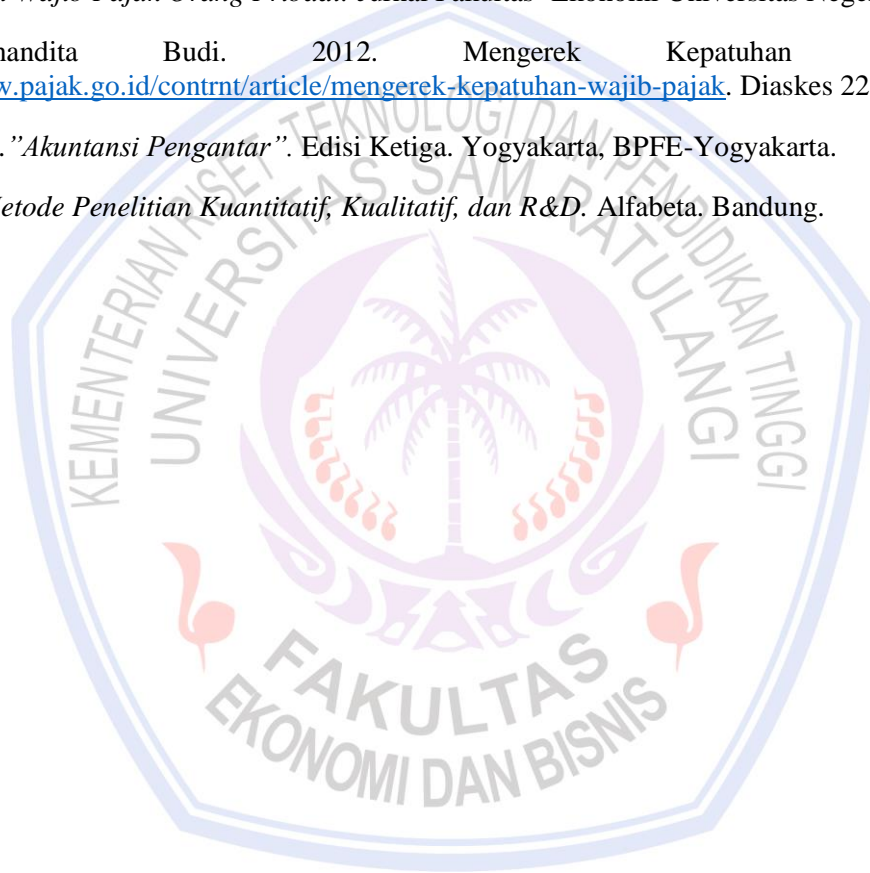 Wajib Pajak Orang Pribadi. Jurnal Fakultas Ekonomi Universitas Neger
nandita Budi. 2012. Mengerek Kepatuhan
w.pajak.go.id/contrnt/article/mengerek-kepatuhan-wajib-pajak. Diaskes 22
.”Akuntansi Pengantar”. Edisi Ketiga. Yogyakarta, BPFE-Yogyakarta.
etode Penelitian Kuantitatif, Kualitatif, dan R&D. Alfabeta. Bandung.
KEMENTERIAN RISET TEKNOLOGI DAN PENDIDIKAN TINGGI
UNIVERSITAS SAM RATULANGI
FAKULTAS
EKONOMI DAN BISNIS